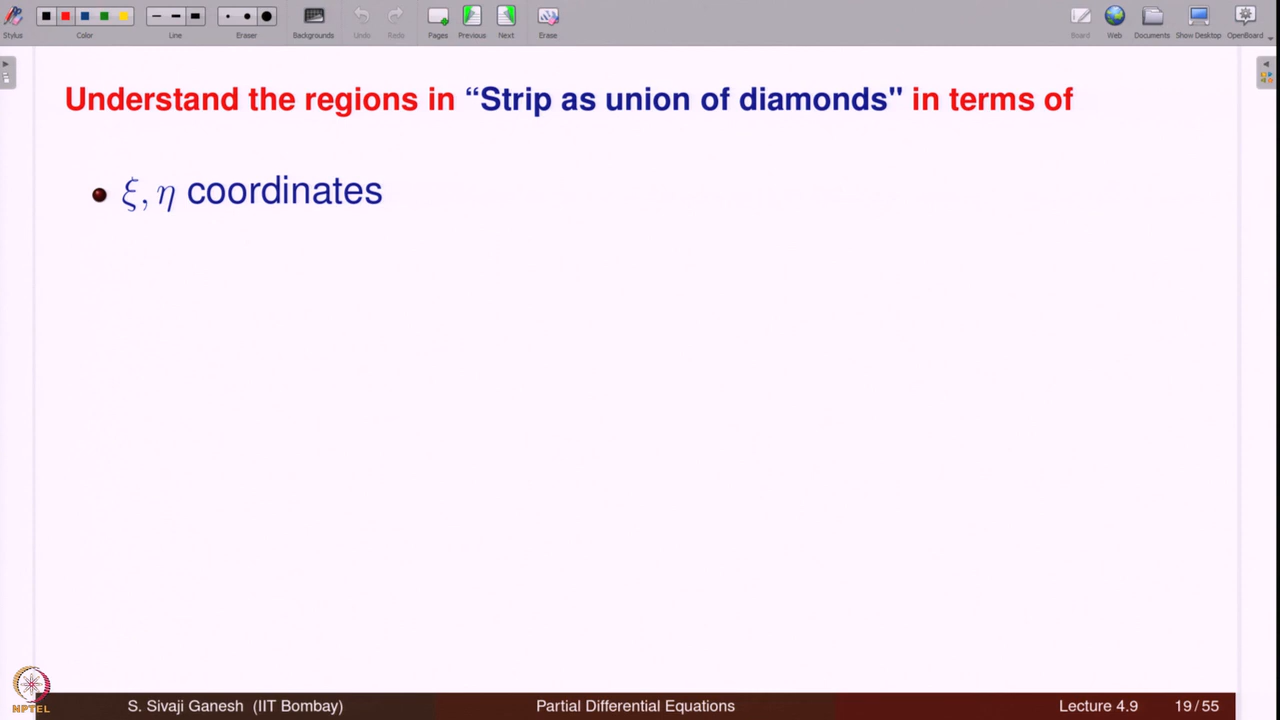 Stylus
Color
Line
Eraser
Backgrounds
Undo
Redo
Pages
Previous
Next
Erase
Board
Web
Documents
Show Desktop
OpenBoard
Understand the regions in “Strip as union of diamonds" in terms of
ξ, η coordinates
NPTEL
S. Sivaji Ganesh (IIT Bombay)
Partial Differential Equations
Lecture 4.9
19/55